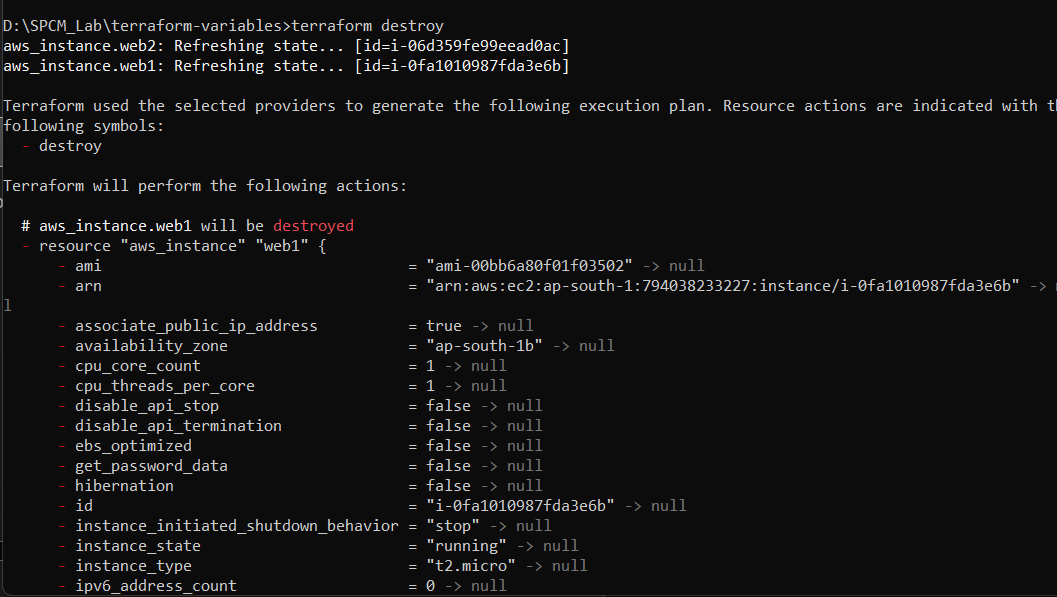 D:\SPCM_Lab\terraform-variables>terraform destroy
aws_instance.web2: Refreshing state... [id=i-06d359fe99eead0ac]
aws_instance.web1: Refreshing state... [id=i-0fa1010987fda3e6b]
Terraform used the selected providers to generate the following execution plan. Resource actions are indicated with
following symbols:
- destroy
Terraform will perform the following actions:
# aws_instance.web1 will be destroyed
- resource "aws_instance" "web1" {
- ami = "ami-00bb6a80f01f03502" -> null
- arn = "arn:aws:ec2:ap-south-1:794038233227:instance/i-0fa1010987fda3e6b" ->
l
- associate_public_ip_address = true -> null
- availability_zone = "ap-south-1b" -> null
- cpu_core_count = 1 -> null
- cpu_threads_per_core = 1 -> null
- disable_api_stop = false -> null
- disable_api_termination = false -> null
- ebs_optimized = false -> null
- get_password_data = false -> null
- hibernation = false -> null
- id = "i-0fa1010987fda3e6b" -> null
- instance_initiated_shutdown_behavior = "stop" -> null
- instance_state = "running" -> null
- instance_type = "t2.micro" -> null
- ipv6_address_count = 0 -> null